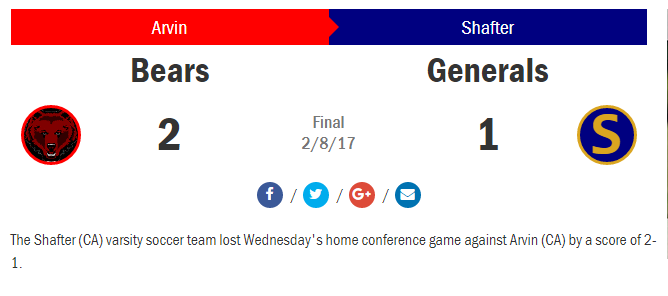 Arvin Shafter
Bears Generals
2 Final 1
2/8/17
S
f / / G+ /
The Shafter (CA) varsity soccer team lost Wednesday's home conference game against Arvin (CA) by a score of 2-
1.